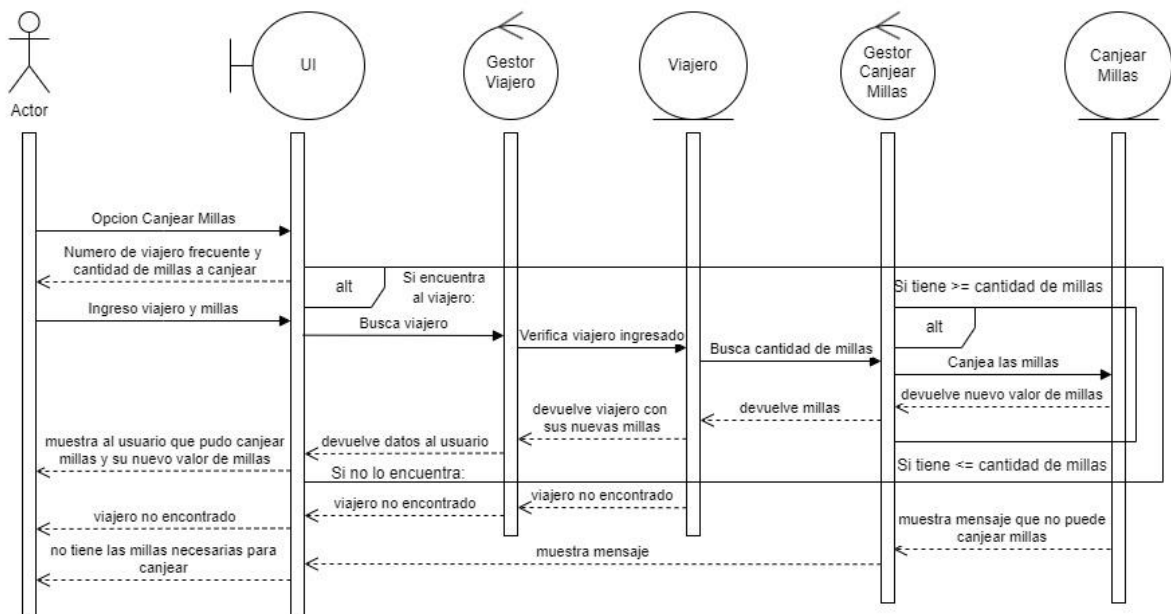 Actor
UI
Gestor
Viajero
Viajero
Gestor
Canjear
Millas
Canjear
Millas
Opcion Canjear Millas
Numero de viajero frecuente y
cantidad de millas a canjear
alt
Si encuentra
al viajero:
Si tiene >= cantidad de millas
Ingreso viajero y millas
Busca viajero
Verifica viajero ingresado
Busca cantidad de millas
alt
Canjea las millas
devuelve nuevo valor de millas
devuelve millas
devuelve viajero con
sus nuevas millas
devuelve datos al usuario
muestra al usuario que pudo canjear
millas y su nuevo valor de millas
Si no lo encuentra:
Si tiene <= cantidad de millas
viajero no encontrado
viajero no encontrado
viajero no encontrado
muestra mensaje que no puede
canjear millas
muestra mensaje
no tiene las millas necesarias para
canjear